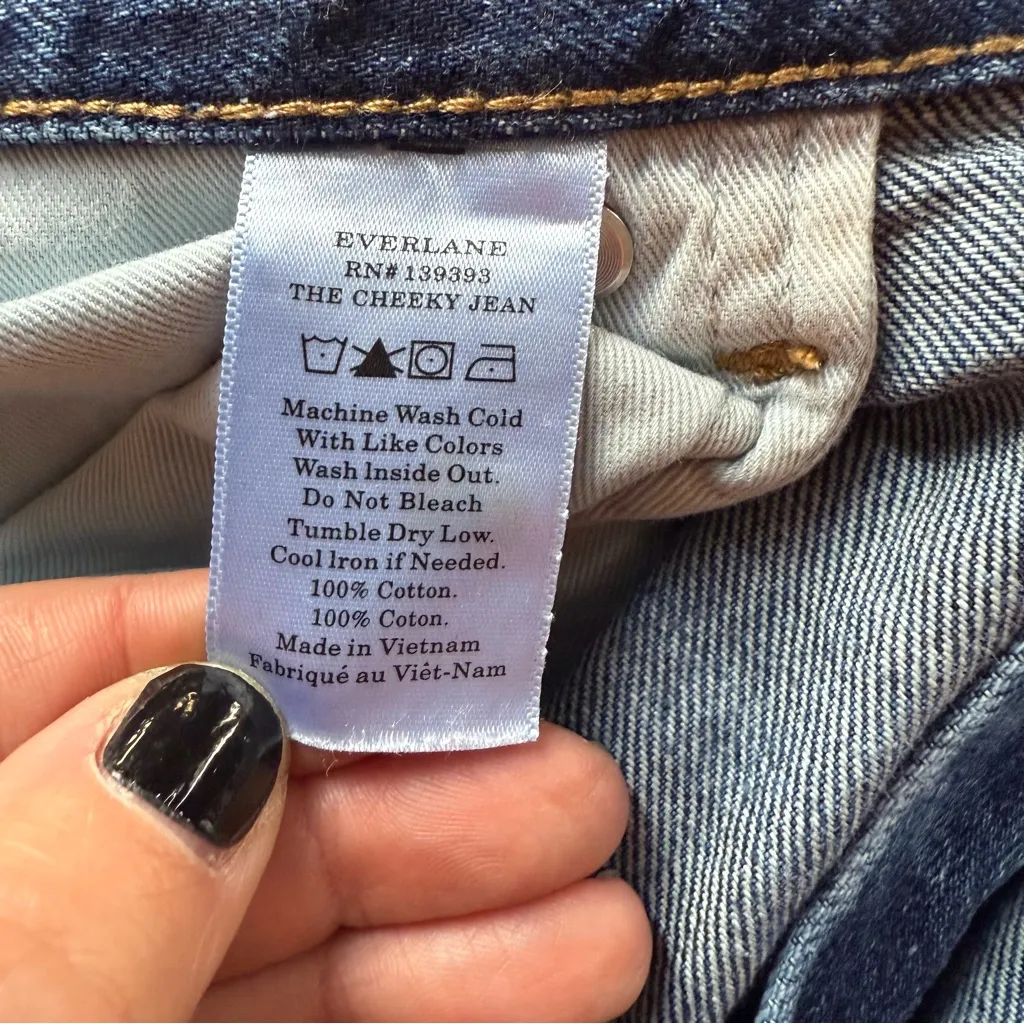 EVERLANE
RN# 139393
THE CHEEKY JEAN
Machine Wash Cold
With Like Colors
Wash Inside Out.
Do Not Bleach
Tumble Dry Low.
Cool Iron if Needed.
100% Cotton.
100% Coton.
Made in Vietnam
Fabriqué au Viêt-Nam